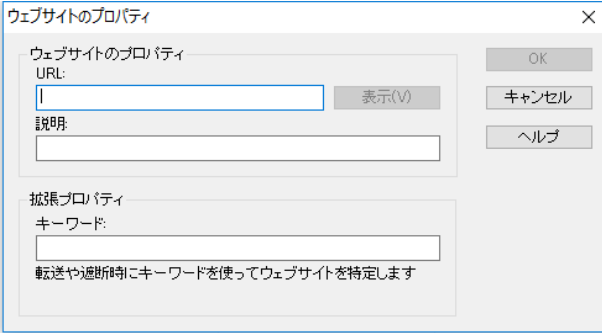 ウェブサイトのプロパティ
ウェブサイトのプロパティ
URL:
表示(V)
説明:
OK
キャンセル
ヘルプ
拡張プロパティ
キーワード:
転送や遮断時にキーワードを使ってウェブサイトを特定します